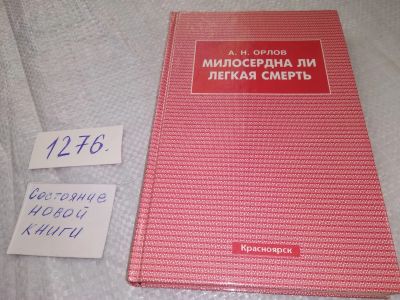 А. Н. ОРЛОВ
МИЛОСЕРДНА ЛИ
ЛЕГКАЯ СМЕРТЬ
Красноярск
1276.
Состояние
новой
книги